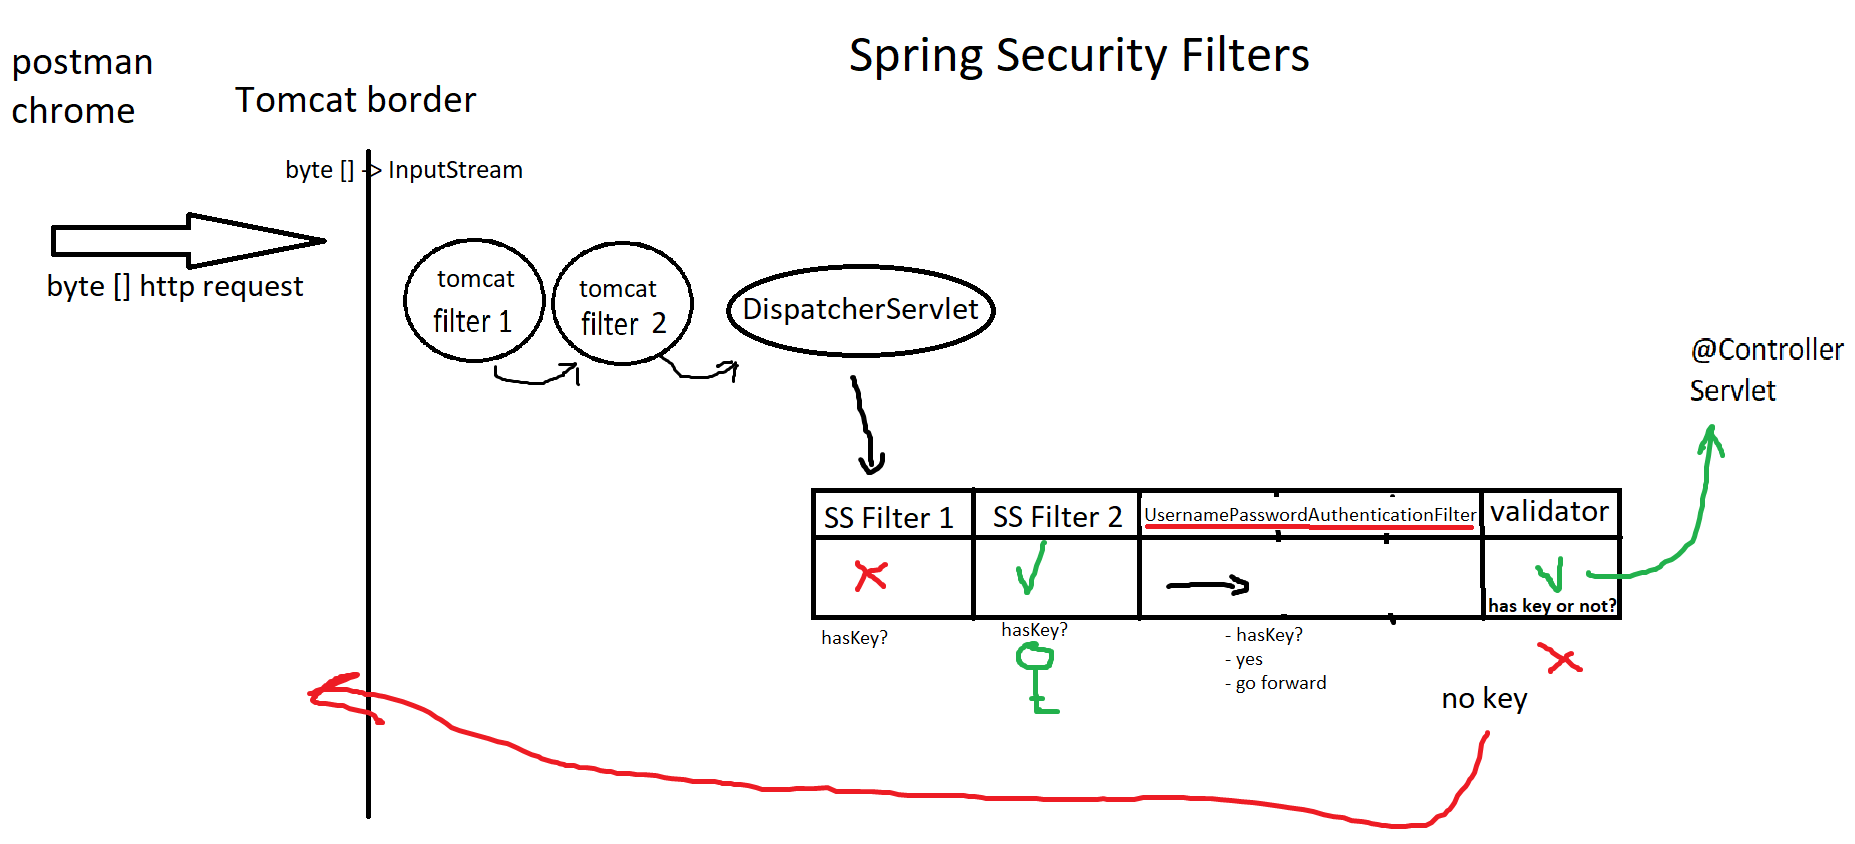 Spring Security Filters
postman
chrome
Tomcat border
byte [] -> InputStream
byte [] http request
tomcat
filter 1
tomcat
filter 2
DispatcherServlet
@Controller
Servlet
SS Filter 1
SS Filter 2
UsernamePasswordAuthenticationFilter
validator
has key or not?
hasKey?
hasKey?
- hasKey?
- yes
- go forward
no key